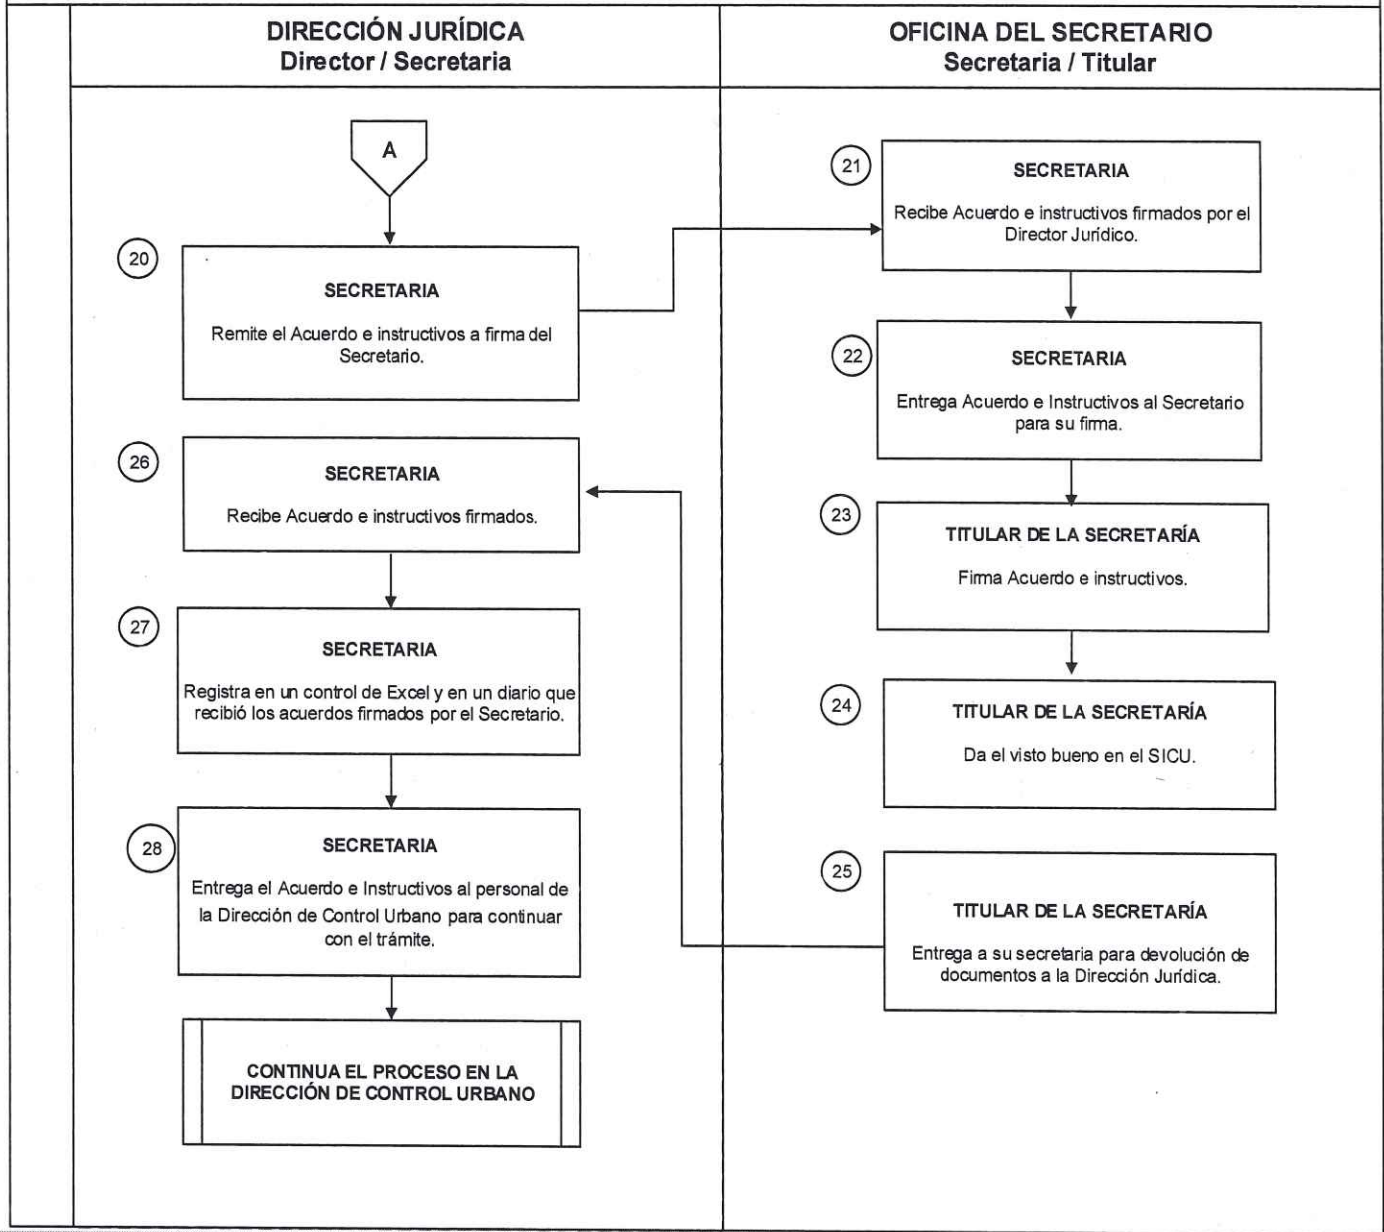 DIRECCIÓN JURÍDICA
Director / Secretaria
OFICINA DEL SECRETARIO
Secretaria / Titular
A
20
SECRETARIA
Remite el Acuerdo e instructivos a firma del
Secretario.
21
SECRETARIA
Recibe Acuerdo e instructivos firmados por el
Director Jurídico.
22
SECRETARIA
Entrega Acuerdo e Instructivos al Secretario
para su firma.
23
TITULAR DE LA SECRETARÍA
Firma Acuerdo e instructivos.
24
TITULAR DE LA SECRETARÍA
Da el visto bueno en el SICU.
25
TITULAR DE LA SECRETARÍA
Entrega a su secretaria para devolución de
documentos a la Dirección Jurídica.
26
SECRETARIA
Recibe Acuerdo e instructivos firmados.
27
SECRETARIA
Registra en un control de Excel y en un diario que
recibió los acuerdos firmados por el Secretario.
28
SECRETARIA
Entrega el Acuerdo e Instructivos al personal de
la Dirección de Control Urbano para continuar
con el trámite.
CONTINUA EL PROCESO EN LA
DIRECCIÓN DE CONTROL URBANO